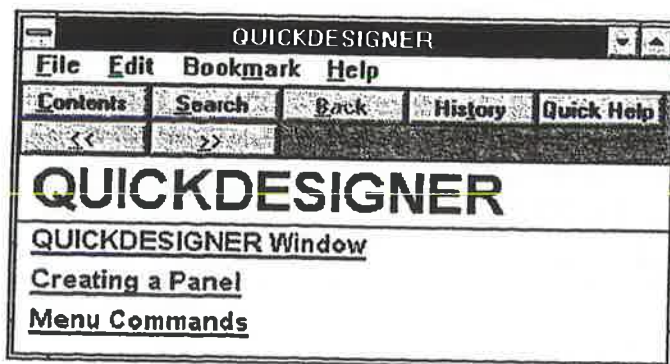 QUICKDESIGNER
File Edit Bookmark Help
Contents Search Back History Quick Help
<< >>
QUICKDESIGNER
QUICKDESIGNER Window
Creating a Panel
Menu Commands